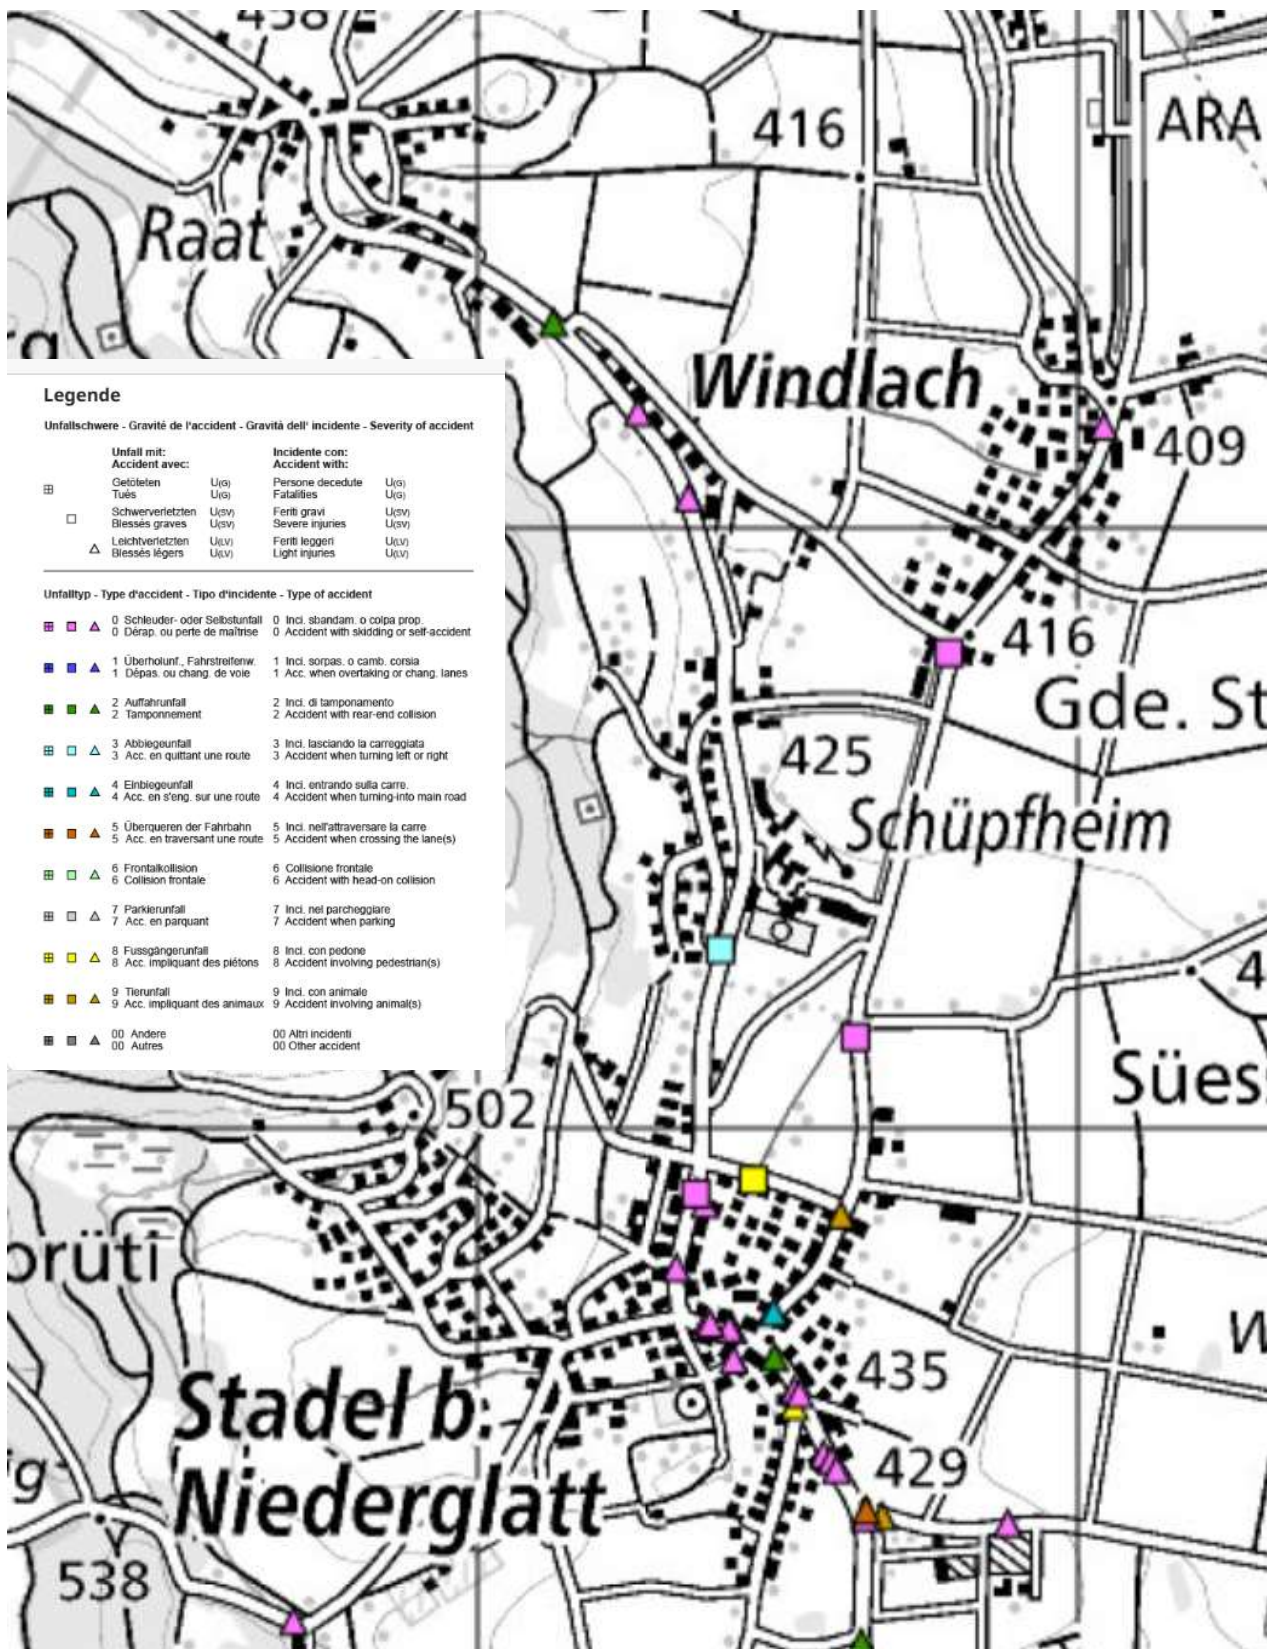 458
416
ARA
Raat
rg
Windlach
409
Legende
Unfallschwere - Gravité de l'accident - Gravità dell' incidente - Severity of accident
Unfall mit: Incidente con:
Accident avec: Accident with:
Getöteten U(G) Persone decedute U(G)
Tués U(G) Fatalities U(G)
Schwerverletzten U(SV) Feriti gravi U(SV)
Blessés graves U(SV) Severe injuries U(SV)
Leichtverletzten U(LV) Feriti leggeri U(LV)
Blessés légers U(LV) Light injuries U(LV)
Unfalltyp - Type d'accident - Tipo d'incidente - Type of accident
0 Schleuder- oder Selbstunfall 0 Inci. sbandam. o colpa prop.
0 Dérap. ou perte de maîtrise 0 Accident with skidding or self-accident
1 Überholunf., Fahrstreifenw. 1 Inci. sorpas. o camb. corsia
1 Dépas. ou chang. de voie 1 Acc. when overtaking or chang. lanes
2 Auffahrunfall 2 Inci. di tamponamento
2 Tamponnement 2 Accident with rear-end collision
3 Abbiegeunfall 3 Inci. lasciando la carreggiata
3 Acc. en quittant une route 3 Accident when turning left or right
4 Einbiegeunfall 4 Inci. entrando sulla carre.
4 Acc. en s'eng. sur une route 4 Accident when turning-into main road
5 Überqueren der Fahrbahn 5 Inci. nell'attraversare la carre
5 Acc. en traversant une route 5 Accident when crossing the lane(s)
6 Frontalkollision 6 Collisione frontale
6 Collision frontale 6 Accident with head-on collision
7 Parkierunfall 7 Inci. nel parcheggiare
7 Acc. en parquant 7 Accident when parking
8 Fussgängerunfall 8 Inci. con pedone
8 Acc. impliquant des piétons 8 Accident involving pedestrian(s)
9 Tierunfall 9 Inci. con animale
9 Acc. impliquant des animaux 9 Accident involving animal(s)
00 Andere 00 Altri incidenti
00 Autres 00 Other accident
416
Gde. St
425
Schüpfheim
4
Sües
502
rüti
W
435
Stadel b.
Niederglatt
429
g
538